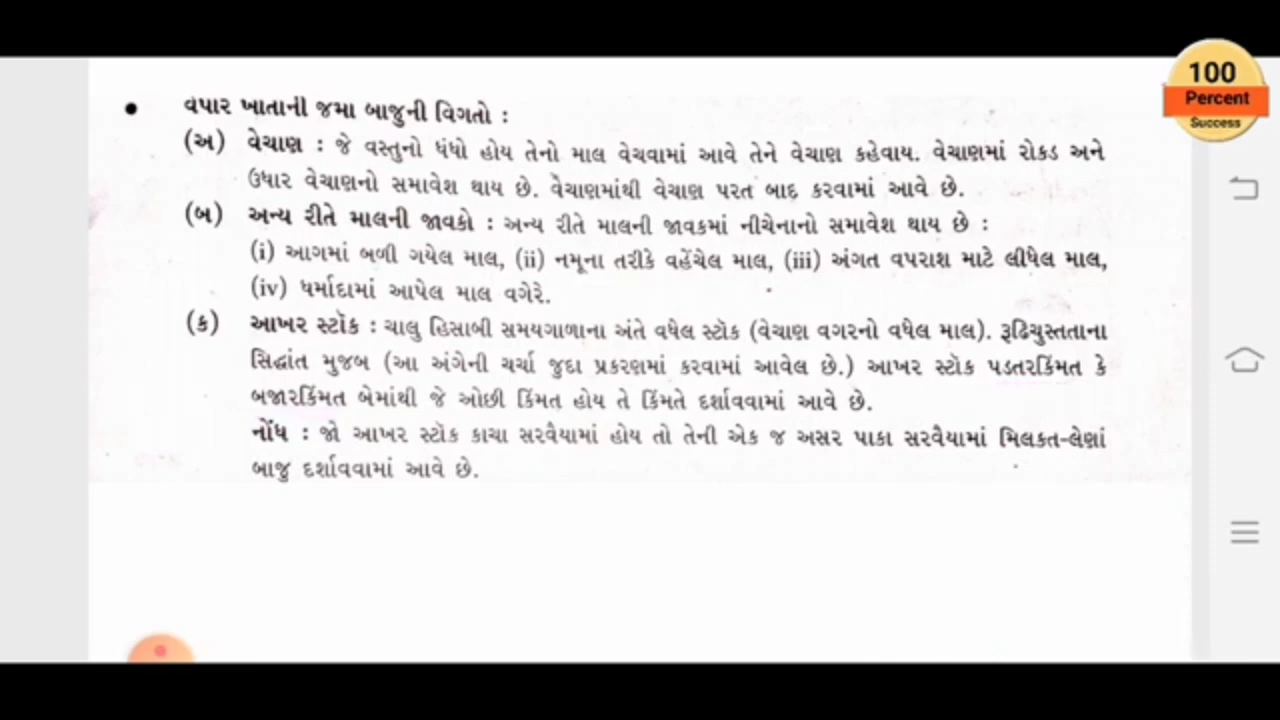 100
Percent
Success
• વેપાર ખાતાની જમા બાજુની વિગતો :
(અ) વેચાણ : જે વસ્તુનો ધંધો હોય તેનો માલ વેચવામાં આવે તેને વેચાણ કહેવાય. વેચાણમાં રોકડ અને
ઉધાર વેચાણનો સમાવેશ થાય છે. વેચાણમાંથી વેચાણ પરત બાદ કરવામાં આવે છે.
(બ) અન્ય રીતે માલની જાવકો : અન્ય રીતે માલની જાવકમાં નીચેનાનો સમાવેશ થાય છે :
(i) આગમાં બળી ગયેલ માલ, (ii) નમૂના તરીકે વહેંચેલ માલ, (iii) અંગત વપરાશ માટે લીધેલ માલ,
(iv) ધર્માદામાં આપેલ માલ વગેરે.
(ક) આખર સ્ટૉક : ચાલુ હિસાબી સમયગાળાના અંતે વધેલ સ્ટૉક (વેચાણ વગરનો વધેલ માલ). રૂઢિચુસ્તતાના
સિદ્ધાંત મુજબ (આ અંગેની ચર્ચા જુદા પ્રકરણમાં કરવામાં આવેલ છે.) આખર સ્ટૉક પડતરકિંમત કે
બજારકિંમત બેમાંથી જે ઓછી કિંમત હોય તે કિંમતે દર્શાવવામાં આવે છે.
નોંધ : જો આખર સ્ટૉક કાચા સરવૈયામાં હોય તો તેની એક જ અસર પાકા સરવૈયામાં મિલકત-લેણાં
બાજુ દર્શાવવામાં આવે છે.